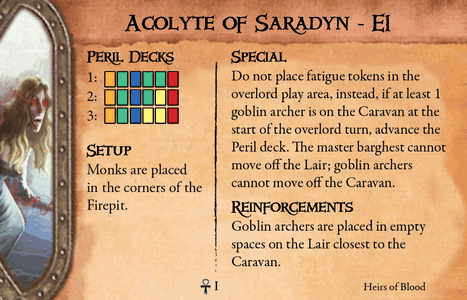 Acolyte of Saradyn - E1
Peril Decks
1:
2:
3:
Setup
Monks are placed
in the corners of the
Firepit.
Special
Do not place fatigue tokens in the
overlord play area, instead, if at least 1
goblin archer is on the Caravan at the
start of the overlord turn, advance the
Peril deck. The master barghest cannot
move off the Lair; goblin archers
cannot move off the Caravan.
Reinforcements
Goblin archers are placed in empty
spaces on the Lair closest to the
Caravan.
I
Heirs of Blood